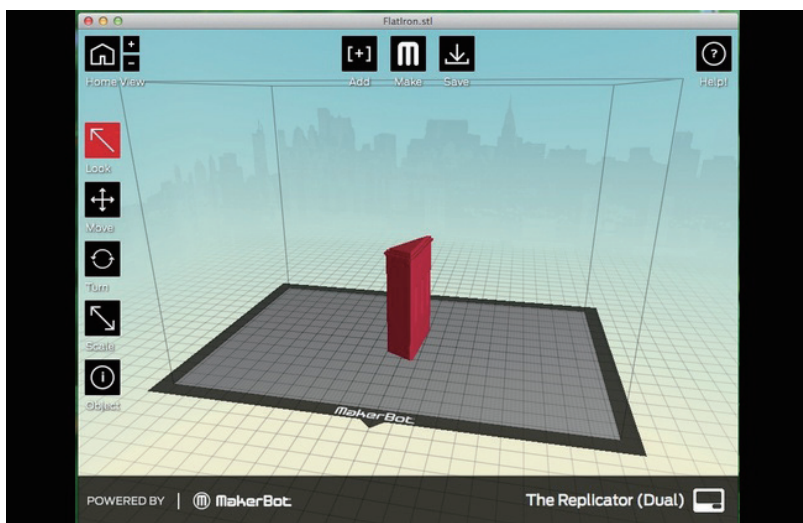 FlatIron.stl
+
-
Home View
[+]
Add
M
Make
Save
?
Help!
Look
Move
Turn
Scale
i
Object
MakerBot
POWERED BY | M MakerBot
The Replicator (Dual)